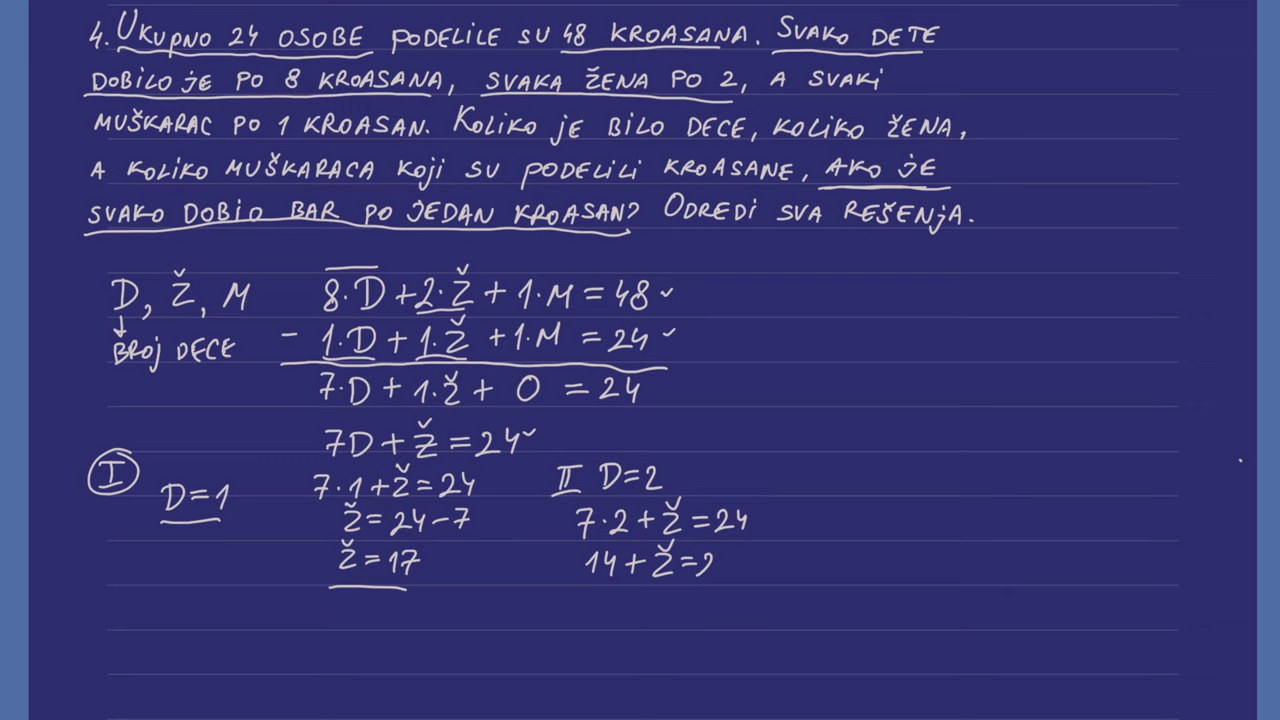 4. UKUPNO 24 OSOBE PODELILE SU 48 KROASANA. SVAKO DETE
DOBILO JE PO 8 KROASANA, SVAKA ŽENA PO 2, A SVAKI
MUŠKARAC PO 1 KROASAN. KOLIKO JE BILO DECE, KOLIKO ŽENA,
A KOLIKO MUŠKARACA KOJI SU PODELILI KROASANE, AKO JE
SVAKO DOBIO BAR PO JEDAN KROASAN? ODREDI SVA REŠENJA.
D, Ž, M
↓
BROJ DECE
8·D + 2·Ž + 1·M = 48 ✓
- 1·D + 1·Ž + 1·M = 24 ✓
7·D + 1·Ž + 0 = 24
7D + Ž = 24 ✓
I D=1
7·1 + Ž = 24
Ž = 24 - 7
Ž = 17
II D=2
7·2 + Ž = 24
14 + Ž = 2